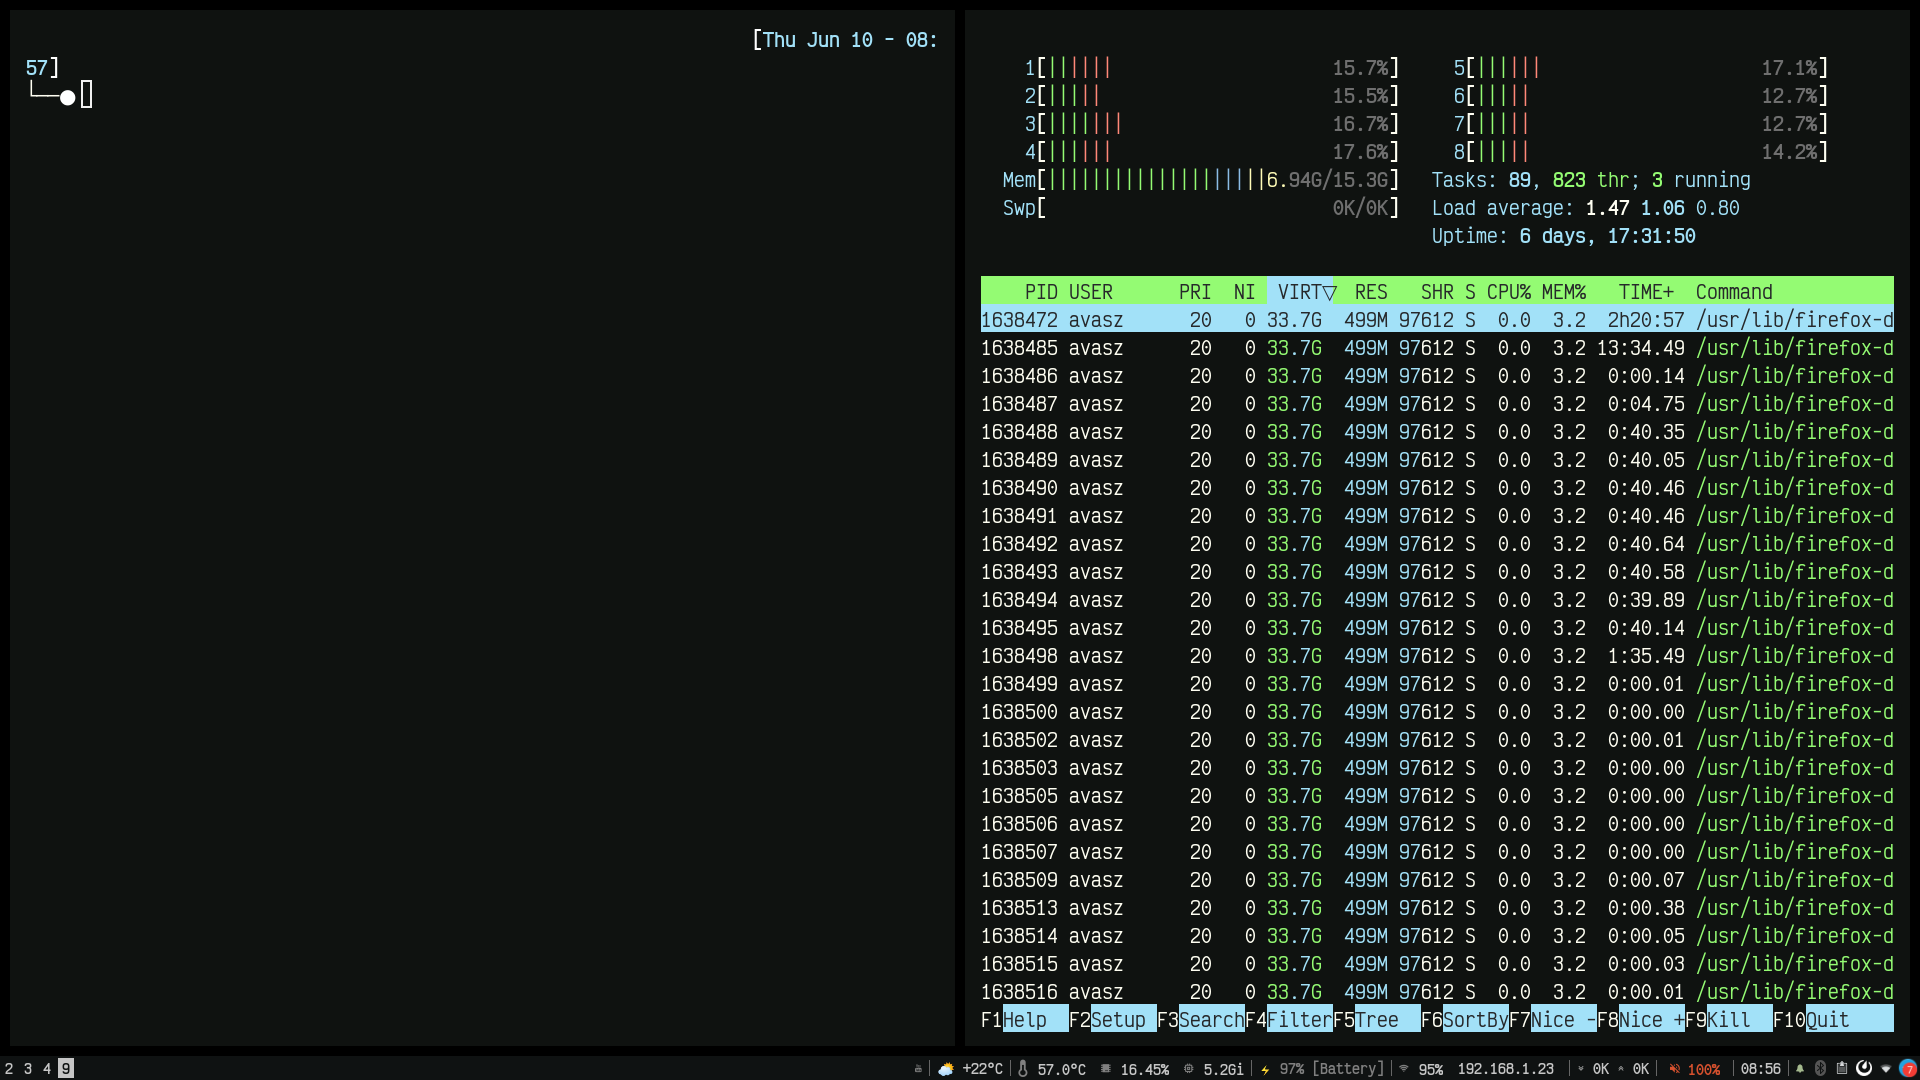 [Thu Jun 10 - 08:
57]
1[|||||| 15.7%] 5[|||||| 17.1%]
2[||||| 15.5%] 6[||||| 12.7%]
3[||||||| 16.7%] 7[||||| 12.7%]
4[|||||| 17.6%] 8[||||| 14.2%]
Mem[||||||||||||||||||||6.94G/15.3G] Tasks: 89, 823 thr; 3 running
Swp[ 0K/0K] Load average: 1.47 1.06 0.80
Uptime: 6 days, 17:31:50
PID USER PRI NI VIRT▽ RES SHR S CPU% MEM% TIME+ Command
1638472 avasz 20 0 33.7G 499M 97612 S 0.0 3.2 2h20:57 /usr/lib/firefox-d
1638485 avasz 20 0 33.7G 499M 97612 S 0.0 3.2 13:34.49 /usr/lib/firefox-d
1638486 avasz 20 0 33.7G 499M 97612 S 0.0 3.2 0:00.14 /usr/lib/firefox-d
1638487 avasz 20 0 33.7G 499M 97612 S 0.0 3.2 0:04.75 /usr/lib/firefox-d
1638488 avasz 20 0 33.7G 499M 97612 S 0.0 3.2 0:40.35 /usr/lib/firefox-d
1638489 avasz 20 0 33.7G 499M 97612 S 0.0 3.2 0:40.05 /usr/lib/firefox-d
1638490 avasz 20 0 33.7G 499M 97612 S 0.0 3.2 0:40.46 /usr/lib/firefox-d
1638491 avasz 20 0 33.7G 499M 97612 S 0.0 3.2 0:40.46 /usr/lib/firefox-d
1638492 avasz 20 0 33.7G 499M 97612 S 0.0 3.2 0:40.64 /usr/lib/firefox-d
1638493 avasz 20 0 33.7G 499M 97612 S 0.0 3.2 0:40.58 /usr/lib/firefox-d
1638494 avasz 20 0 33.7G 499M 97612 S 0.0 3.2 0:39.89 /usr/lib/firefox-d
1638495 avasz 20 0 33.7G 499M 97612 S 0.0 3.2 0:40.14 /usr/lib/firefox-d
1638498 avasz 20 0 33.7G 499M 97612 S 0.0 3.2 1:35.49 /usr/lib/firefox-d
1638499 avasz 20 0 33.7G 499M 97612 S 0.0 3.2 0:00.01 /usr/lib/firefox-d
1638500 avasz 20 0 33.7G 499M 97612 S 0.0 3.2 0:00.00 /usr/lib/firefox-d
1638502 avasz 20 0 33.7G 499M 97612 S 0.0 3.2 0:00.01 /usr/lib/firefox-d
1638503 avasz 20 0 33.7G 499M 97612 S 0.0 3.2 0:00.00 /usr/lib/firefox-d
1638505 avasz 20 0 33.7G 499M 97612 S 0.0 3.2 0:00.00 /usr/lib/firefox-d
1638506 avasz 20 0 33.7G 499M 97612 S 0.0 3.2 0:00.00 /usr/lib/firefox-d
1638507 avasz 20 0 33.7G 499M 97612 S 0.0 3.2 0:00.00 /usr/lib/firefox-d
1638509 avasz 20 0 33.7G 499M 97612 S 0.0 3.2 0:00.07 /usr/lib/firefox-d
1638513 avasz 20 0 33.7G 499M 97612 S 0.0 3.2 0:00.38 /usr/lib/firefox-d
1638514 avasz 20 0 33.7G 499M 97612 S 0.0 3.2 0:00.05 /usr/lib/firefox-d
1638515 avasz 20 0 33.7G 499M 97612 S 0.0 3.2 0:00.03 /usr/lib/firefox-d
1638516 avasz 20 0 33.7G 499M 97612 S 0.0 3.2 0:00.01 /usr/lib/firefox-d
F1Help F2Setup F3SearchF4FilterF5Tree F6SortByF7Nice -F8Nice +F9Kill F10Quit
2 3 4 9 +22°C 57.0°C 16.45% 5.2Gi 97% [Battery] 95% 192.168.1.23 0K 0K 100% 08:56 7